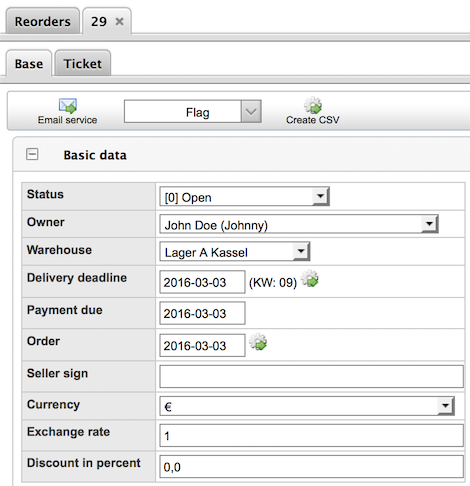 Reorders 29
Base Ticket
Email service Flag Create CSV
Basic data
Status [0] Open
Owner John Doe (Johnny)
Warehouse Lager A Kassel
Delivery deadline 2016-03-03 (KW: 09)
Payment due 2016-03-03
Order 2016-03-03
Seller sign
Currency €
Exchange rate 1
Discount in percent 0,0